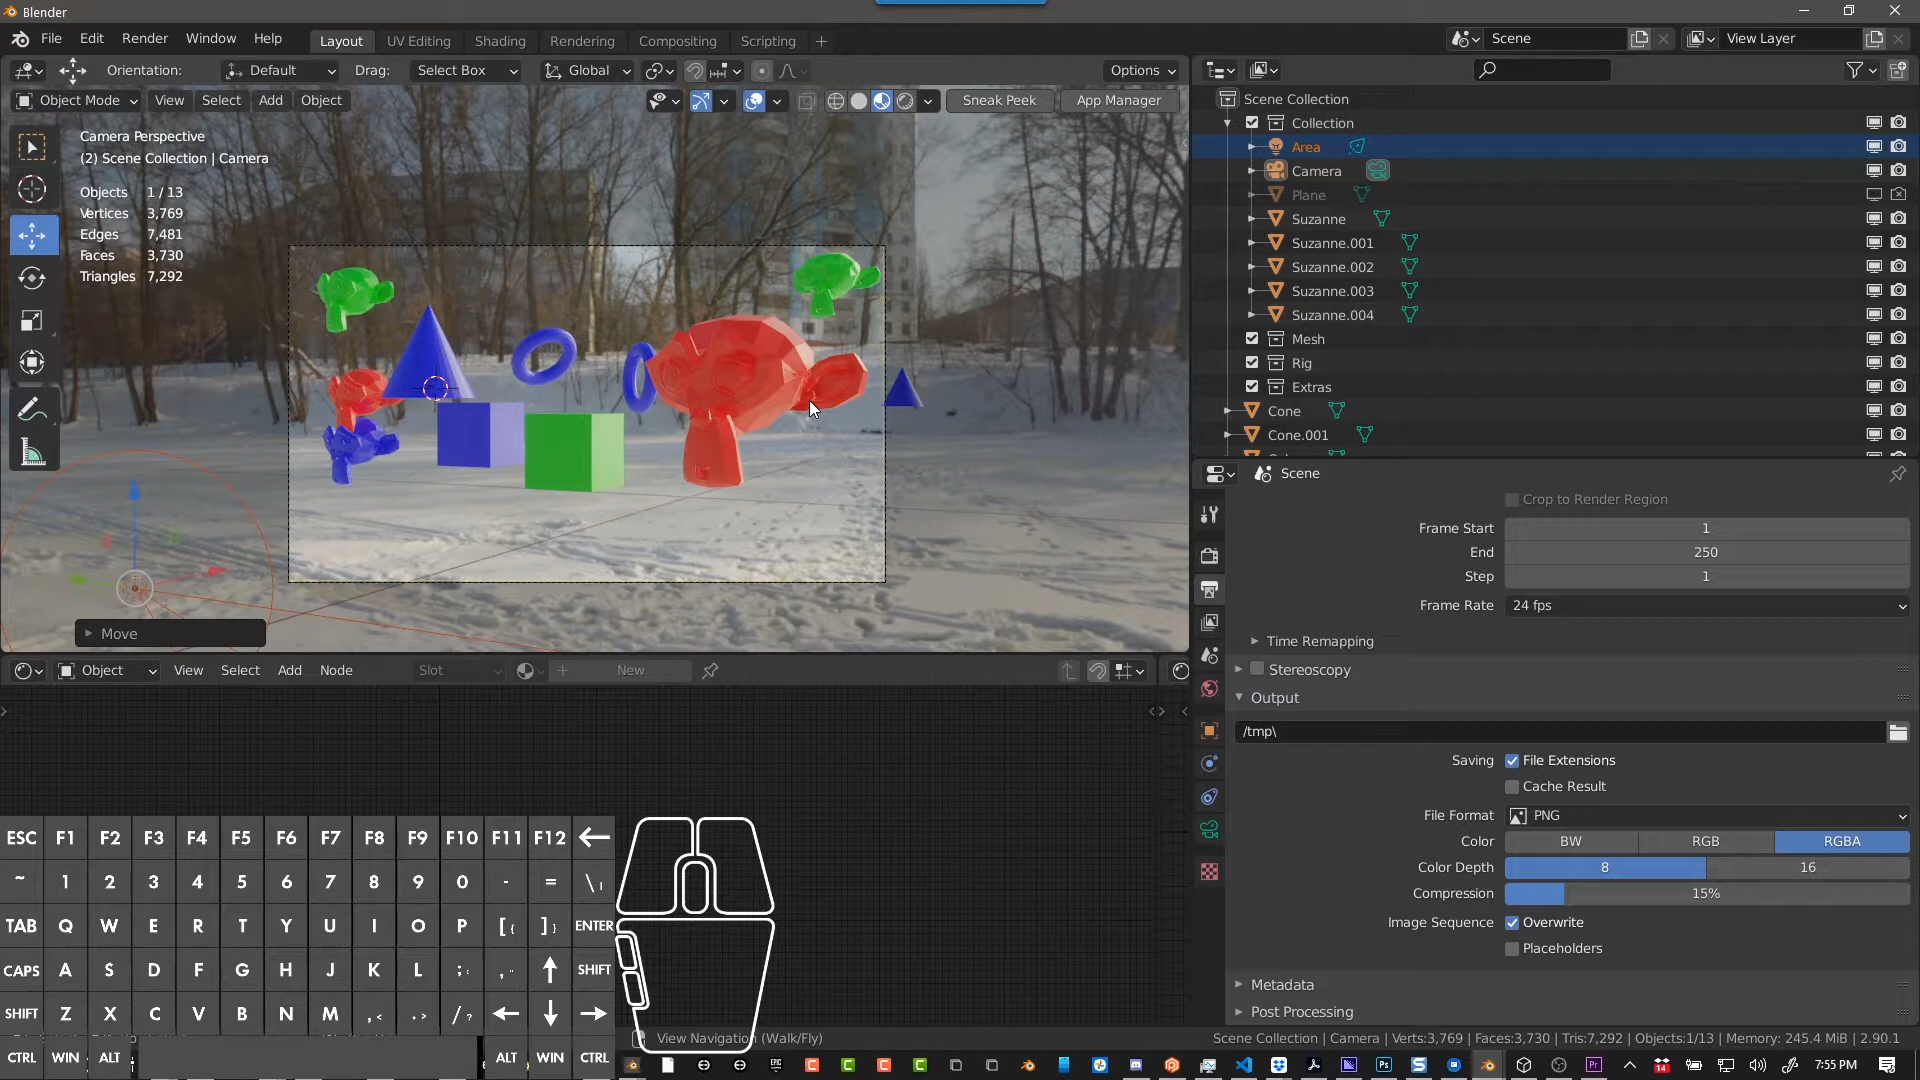 Blender
File Edit Render Window Help
Layout UV Editing Shading Rendering Compositing Scripting +
Scene
View Layer
Orientation: Default Drag: Select Box Global Options
Object Mode View Select Add Object Sneak Peek App Manager
Camera Perspective
(2) Scene Collection | Camera
Objects 1 / 13
Vertices 3,769
Edges 7,481
Faces 3,730
Triangles 7,292
Move
Scene Collection
Collection
Area
Camera
Plane
Suzanne
Suzanne.001
Suzanne.002
Suzanne.003
Suzanne.004
Mesh
Rig
Extras
Cone
Cone.001
Scene
Crop to Render Region
Frame Start 1
End 250
Step 1
Frame Rate 24 fps
Time Remapping
Stereoscopy
Output
/tmp\
Saving File Extensions
Cache Result
File Format PNG
Color BW RGB RGBA
Color Depth 8 16
Compression 15%
Image Sequence Overwrite
Placeholders
Metadata
Post Processing
Object View Select Add Node Slot New
ESC F1 F2 F3 F4 F5 F6 F7 F8 F9 F10 F11 F12
~ 1 2 3 4 5 6 7 8 9 0 - = \ |
TAB Q W E R T Y U I O P [ { ] } ENTER
CAPS A S D F G H J K L ; : , " SHIFT
SHIFT Z X C V B N M , < . > / ?
CTRL WIN ALT ALT WIN CTRL
View Navigation (Walk/Fly)
Scene Collection | Camera | Verts:3,769 | Faces:3,730 | Tris:7,292 | Objects:1/13 | Memory: 245.4 MiB | 2.90.1
14
7:55 PM